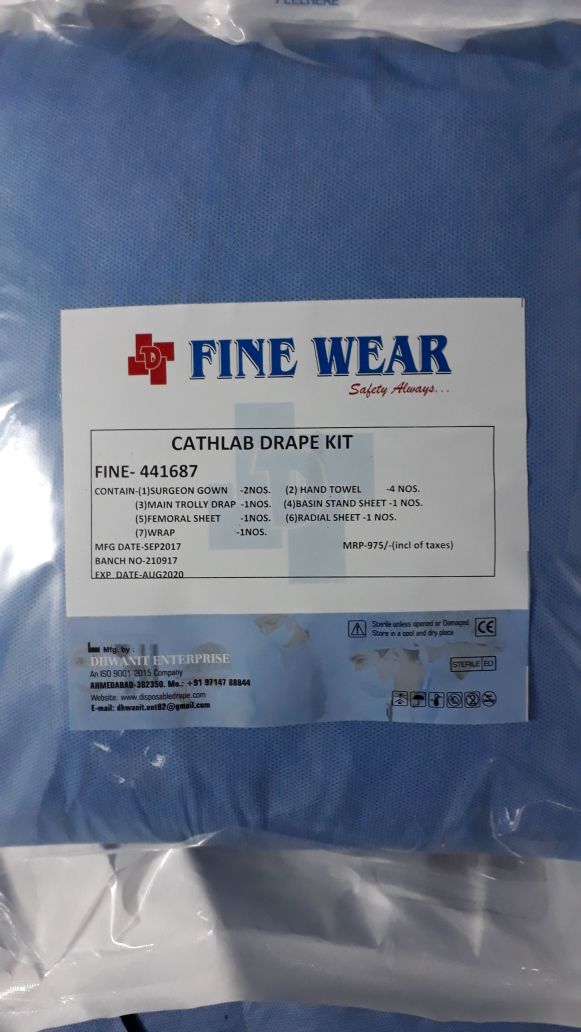 PEELHERE
FINE WEAR
Safety Always...
CATHLAB DRAPE KIT
FINE- 441687
CONTAIN-(1)SURGEON GOWN -2NOS. (2) HAND TOWEL -4 NOS.
(3)MAIN TROLLY DRAP -1NOS. (4)BASIN STAND SHEET -1 NOS.
(5)FEMORAL SHEET -1NOS. (6)RADIAL SHEET -1 NOS.
(7)WRAP -1NOS.
MFG DATE-SEP2017 MRP-975/-(incl of taxes)
BANCH NO-210917
EXP DATE-AUG2020
Sterile unless opened or Damaged
Store in a cool and dry place
CE
Mfg. by :
DHWANIT ENTERPRISE
An ISO 9001 2015 Company
AHMEDABAD-382350. Mo.: +91 97147 88844
Website: www.disposabledrape.com
E-mail: dhwanit.ent82@gmail.com
STERILE EO